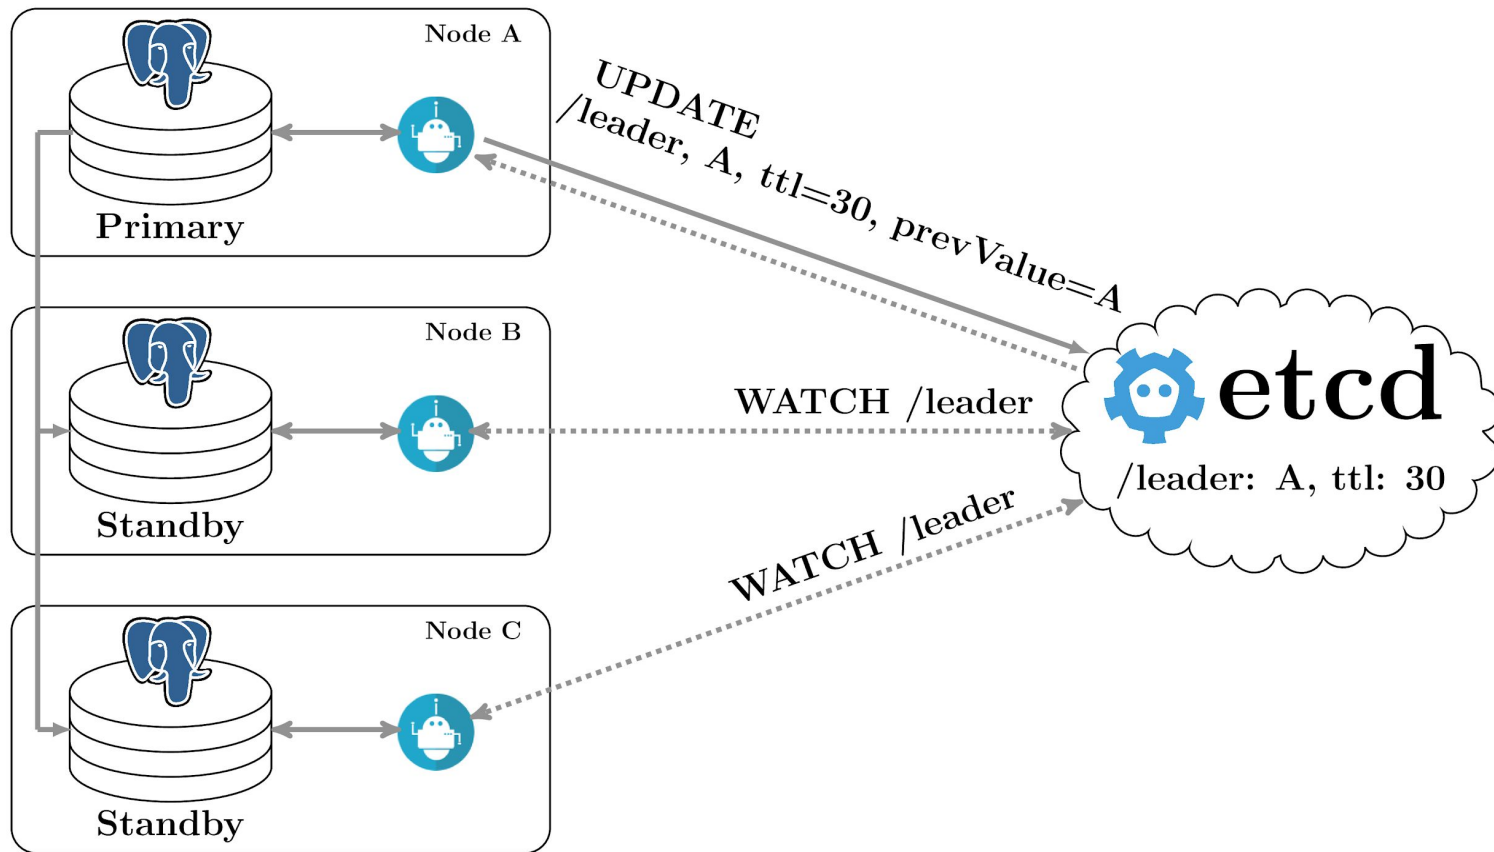 Node A
Primary
UPDATE
/leader, A, ttl=30, prevValue=A
Node B
Standby
WATCH /leader
etcd
/leader: A, ttl: 30
WATCH /leader
Node C
Standby